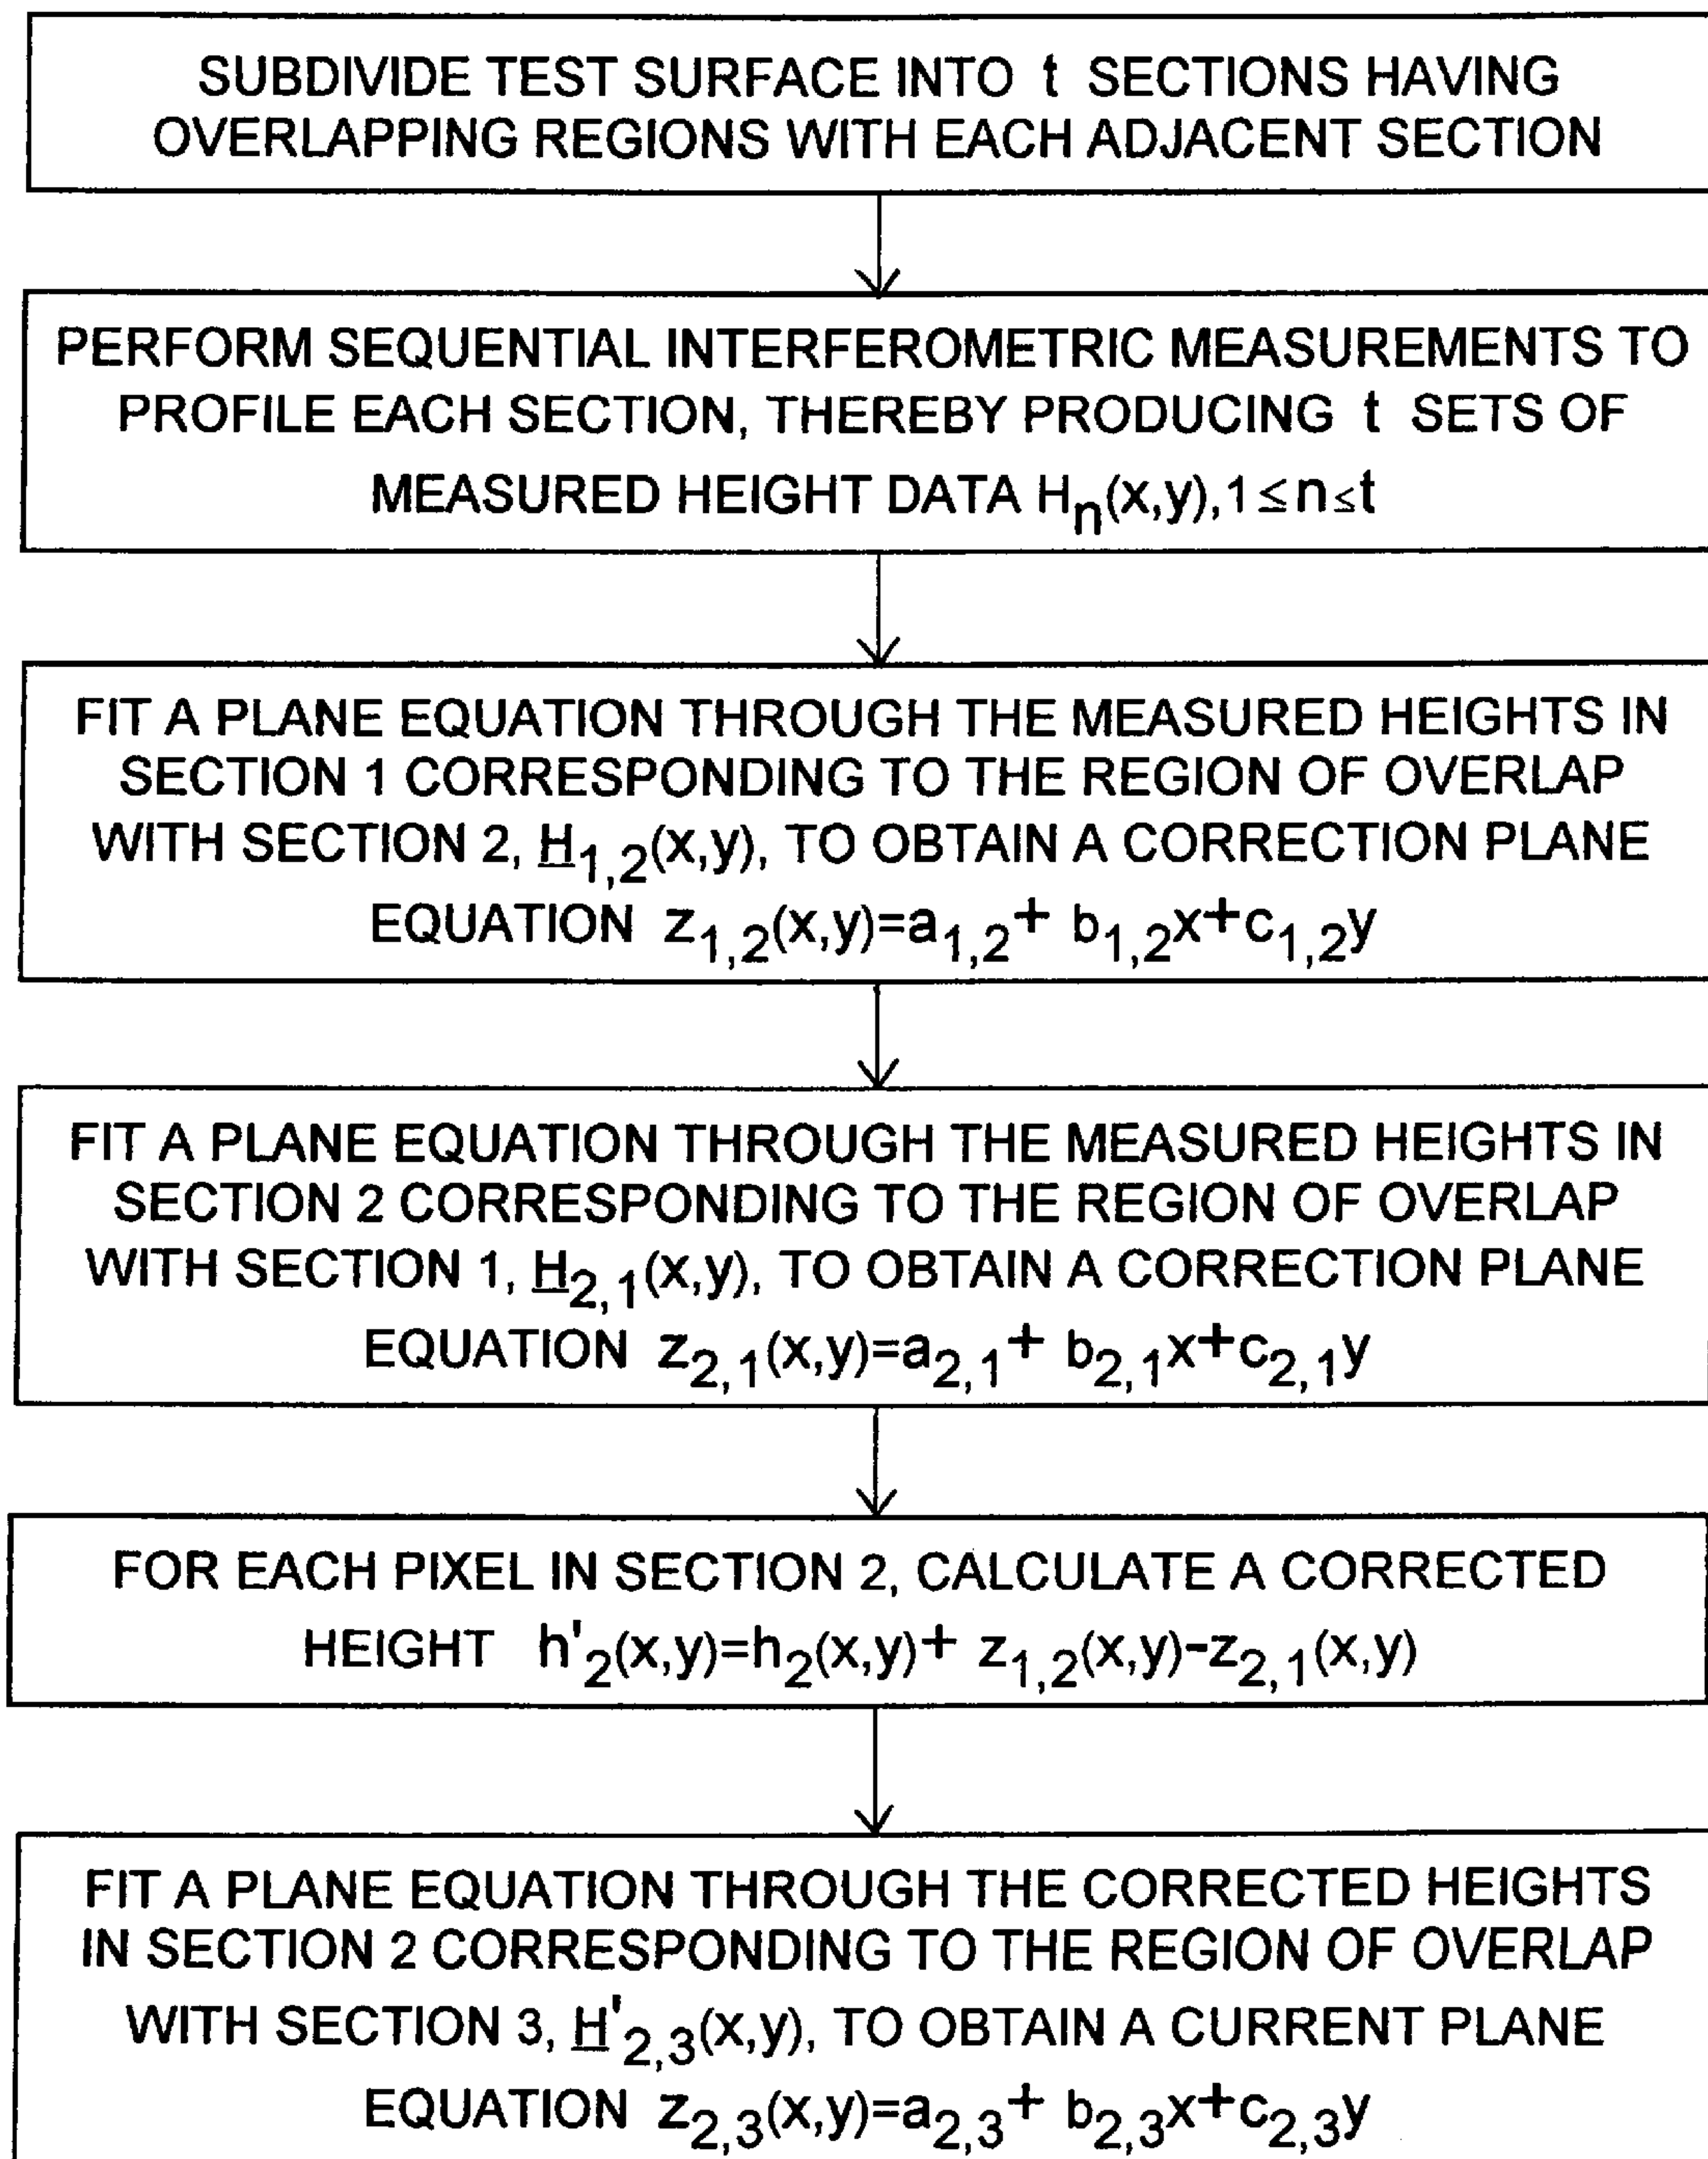 SUBDIVIDE TEST SURFACE INTO t SECTIONS HAVING
OVERLAPPING REGIONS WITH EACH ADJACENT SECTION
PERFORM SEQUENTIAL INTERFEROMETRIC MEASUREMENTS TO
PROFILE EACH SECTION, THEREBY PRODUCING t SETS OF
MEASURED HEIGHT DATA Hₙ(x,y),1≤n≤t
FIT A PLANE EQUATION THROUGH THE MEASURED HEIGHTS IN
SECTION 1 CORRESPONDING TO THE REGION OF OVERLAP
WITH SECTION 2, H̲₁,₂(x,y), TO OBTAIN A CORRECTION PLANE
EQUATION z₁,₂(x,y)=a₁,₂+ b₁,₂x+c₁,₂y
FIT A PLANE EQUATION THROUGH THE MEASURED HEIGHTS IN
SECTION 2 CORRESPONDING TO THE REGION OF OVERLAP
WITH SECTION 1, H̲₂,₁(x,y), TO OBTAIN A CORRECTION PLANE
EQUATION z₂,₁(x,y)=a₂,₁+ b₂,₁x+c₂,₁y
FOR EACH PIXEL IN SECTION 2, CALCULATE A CORRECTED
HEIGHT h'₂(x,y)=h₂(x,y)+ z₁,₂(x,y)-z₂,₁(x,y)
FIT A PLANE EQUATION THROUGH THE CORRECTED HEIGHTS
IN SECTION 2 CORRESPONDING TO THE REGION OF OVERLAP
WITH SECTION 3, H̲'₂,₃(x,y), TO OBTAIN A CURRENT PLANE
EQUATION z₂,₃(x,y)=a₂,₃+ b₂,₃x+c₂,₃y